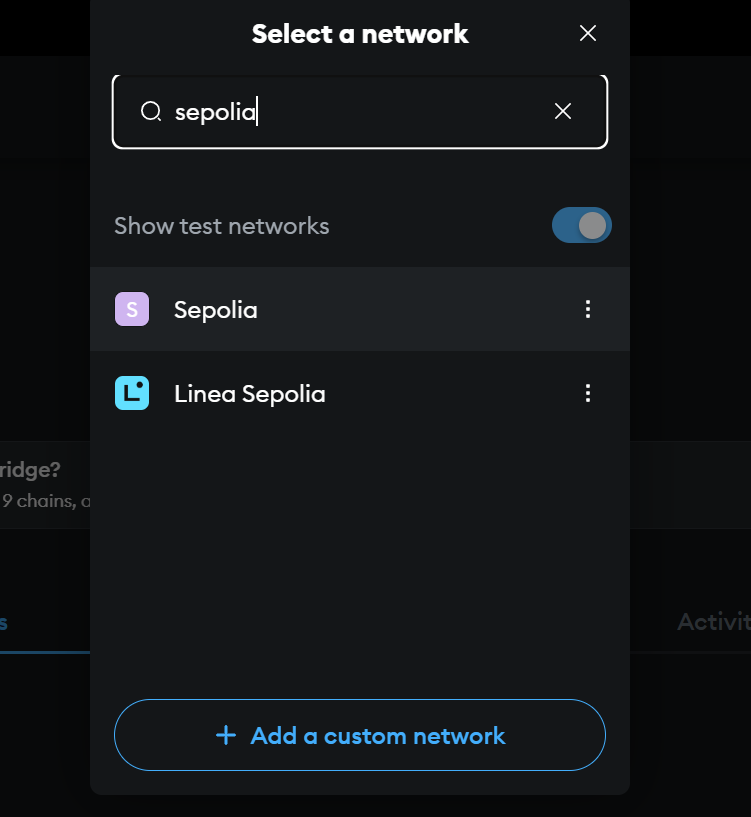 Select a network
sepolia
Show test networks
S Sepolia
L Linea Sepolia
ridge?
9 chains, a
s
Activit
+ Add a custom network